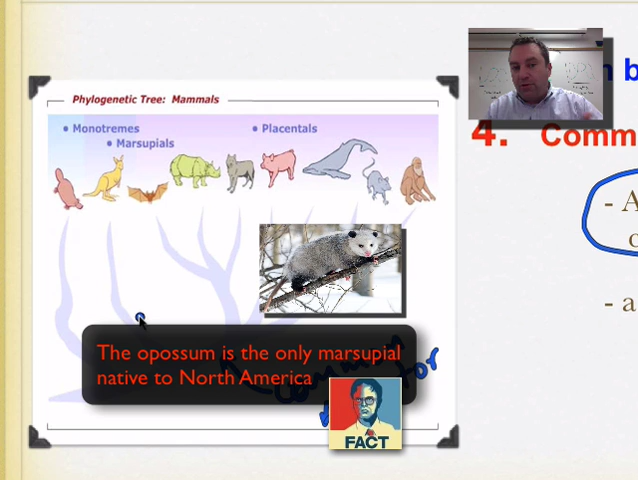 Phylogenetic Tree: Mammals
• Monotremes
• Placentals
• Marsupials
The opossum is the only marsupial
native to North America
FACT
n b
4. Comm
- A
o
- a
or